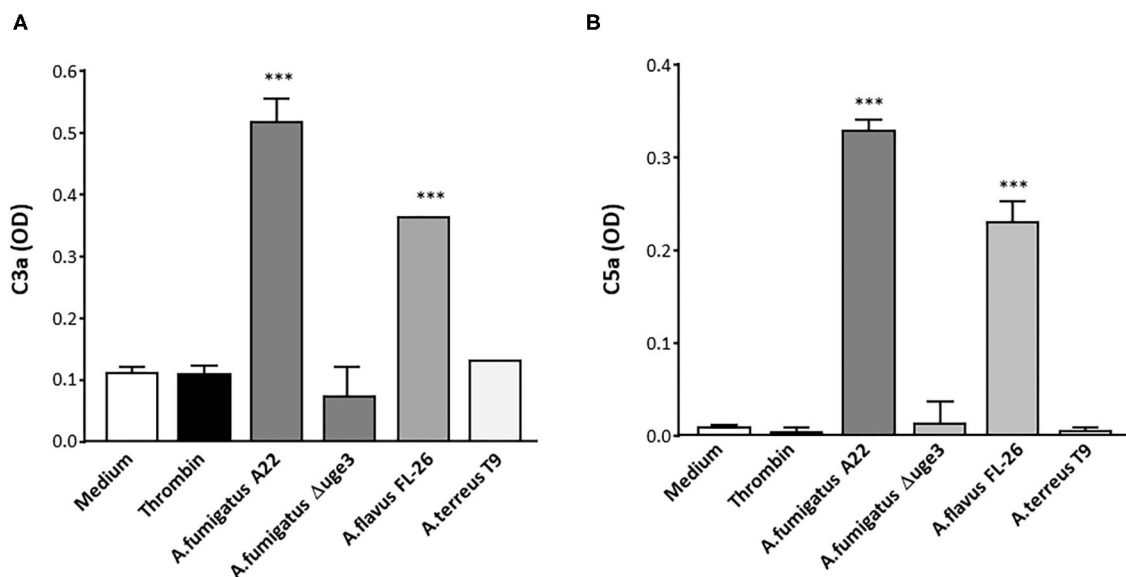 A
C3a (OD)
0.6
0.5
0.4
0.3
0.2
0.1
0.0
***
***
Medium
Thrombin
A.fumigatus A22
A.fumigatus Δuge3
A.flavus FL-26
A.terreus T9
B
C5a (OD)
0.4
0.3
0.2
0.1
0.0
***
***
Medium
Thrombin
A.fumigatus A22
A.fumigatus Δuge3
A.flavus FL-26
A.terreus T9